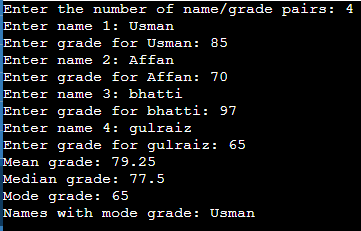 Enter the number of name/grade pairs: 4
Enter name 1: Usman
Enter grade for Usman: 85
Enter name 2: Affan
Enter grade for Affan: 70
Enter name 3: bhatti
Enter grade for bhatti: 97
Enter name 4: gulraiz
Enter grade for gulraiz: 65
Mean grade: 79.25
Median grade: 77.5
Mode grade: 65
Names with mode grade: Usman